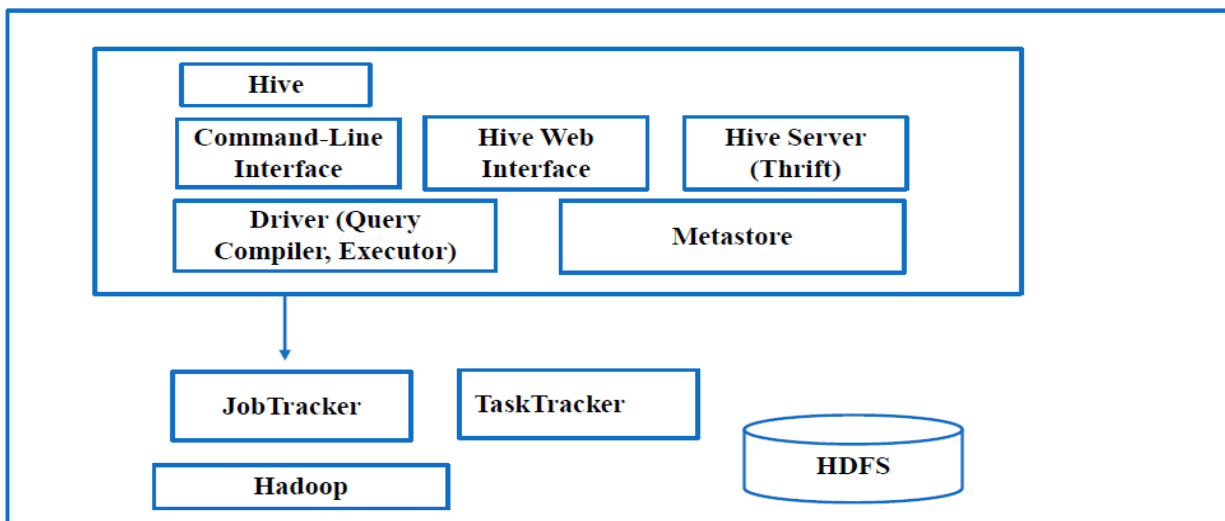 Hive
Command-Line
Interface
Hive Web
Interface
Hive Server
(Thrift)
Driver (Query
Compiler, Executor)
Metastore
JobTracker
TaskTracker
HDFS
Hadoop